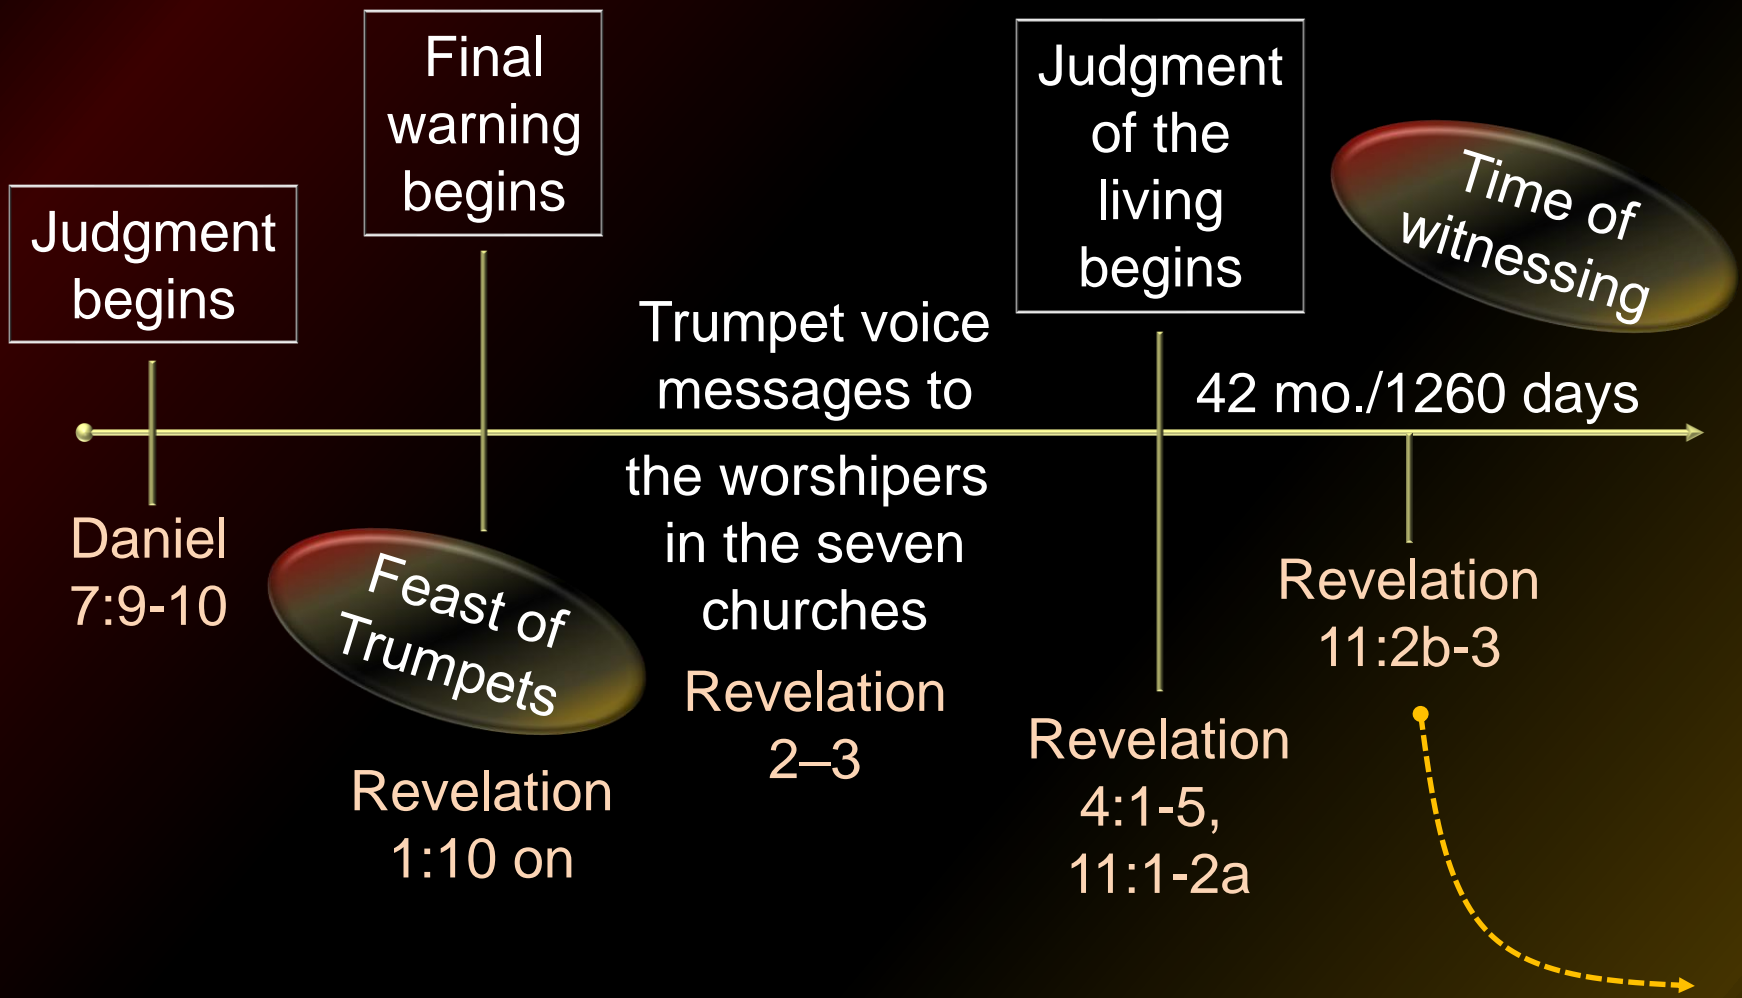 Judgment
begins
Daniel
7:9-10
Final
warning
begins
Feast of
Trumpets
Revelation
1:10 on
Trumpet voice
messages to
the worshipers
in the seven
churches
Revelation
2–3
Judgment
of the
living
begins
Revelation
4:1-5,
11:1-2a
Time of
witnessing
42 mo./1260 days
Revelation
11:2b-3